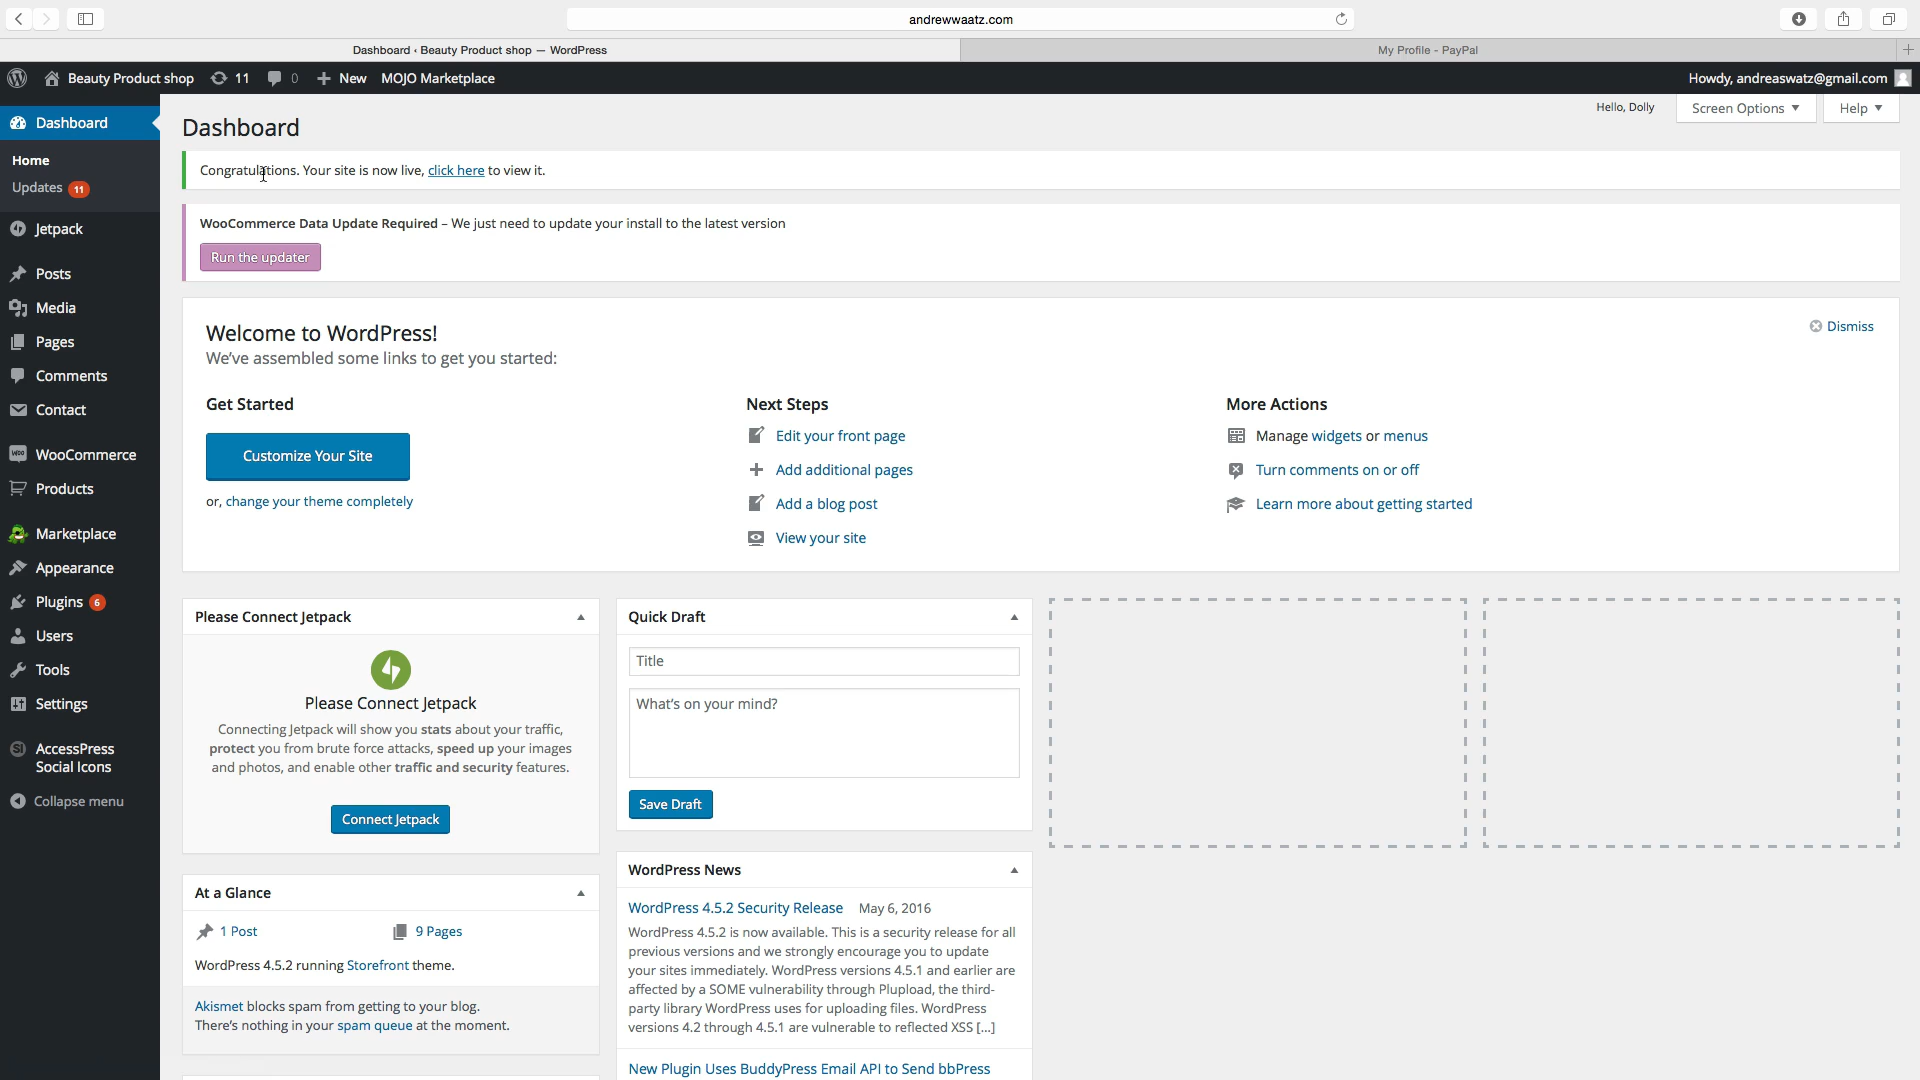 andrewwaatz.com
Dashboard ‹ Beauty Product shop — WordPress
My Profile - PayPal
Beauty Product shop
11
0
New
MOJO Marketplace
Howdy, andreaswatz@gmail.com
Dashboard
Home
Updates 11
Jetpack
Posts
Media
Pages
Comments
Contact
WooCommerce
Products
Marketplace
Appearance
Plugins 6
Users
Tools
Settings
AccessPress
Social Icons
Collapse menu
Hello, Dolly
Screen Options
Help
Dashboard
Congratulations. Your site is now live, click here to view it.
WooCommerce Data Update Required – We just need to update your install to the latest version
Run the updater
Welcome to WordPress!
We've assembled some links to get you started:
Dismiss
Get Started
Customize Your Site
or, change your theme completely
Next Steps
Edit your front page
Add additional pages
Add a blog post
View your site
More Actions
Manage widgets or menus
Turn comments on or off
Learn more about getting started
Please Connect Jetpack
Please Connect Jetpack
Connecting Jetpack will show you stats about your traffic,
protect you from brute force attacks, speed up your images
and photos, and enable other traffic and security features.
Connect Jetpack
At a Glance
1 Post
9 Pages
WordPress 4.5.2 running Storefront theme.
Akismet blocks spam from getting to your blog.
There's nothing in your spam queue at the moment.
Quick Draft
Title
What's on your mind?
Save Draft
WordPress News
WordPress 4.5.2 Security Release May 6, 2016
WordPress 4.5.2 is now available. This is a security release for all
previous versions and we strongly encourage you to update
your sites immediately. WordPress versions 4.5.1 and earlier are
affected by a SOME vulnerability through Plupload, the third-
party library WordPress uses for uploading files. WordPress
versions 4.2 through 4.5.1 are vulnerable to reflected XSS […]
New Plugin Uses BuddyPress Email API to Send bbPress